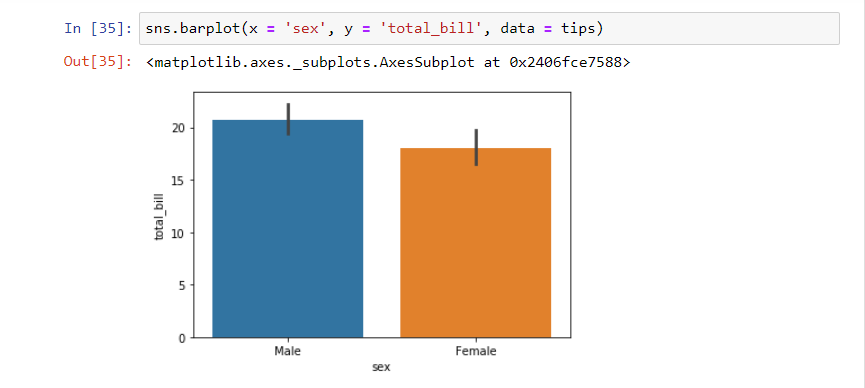 In [35]: sns.barplot(x = 'sex', y = 'total_bill', data = tips)
Out[35]: <matplotlib.axes._subplots.AxesSubplot at 0x2406fce7588>
20
15
10
5
0
total_bill
Male Female
sex